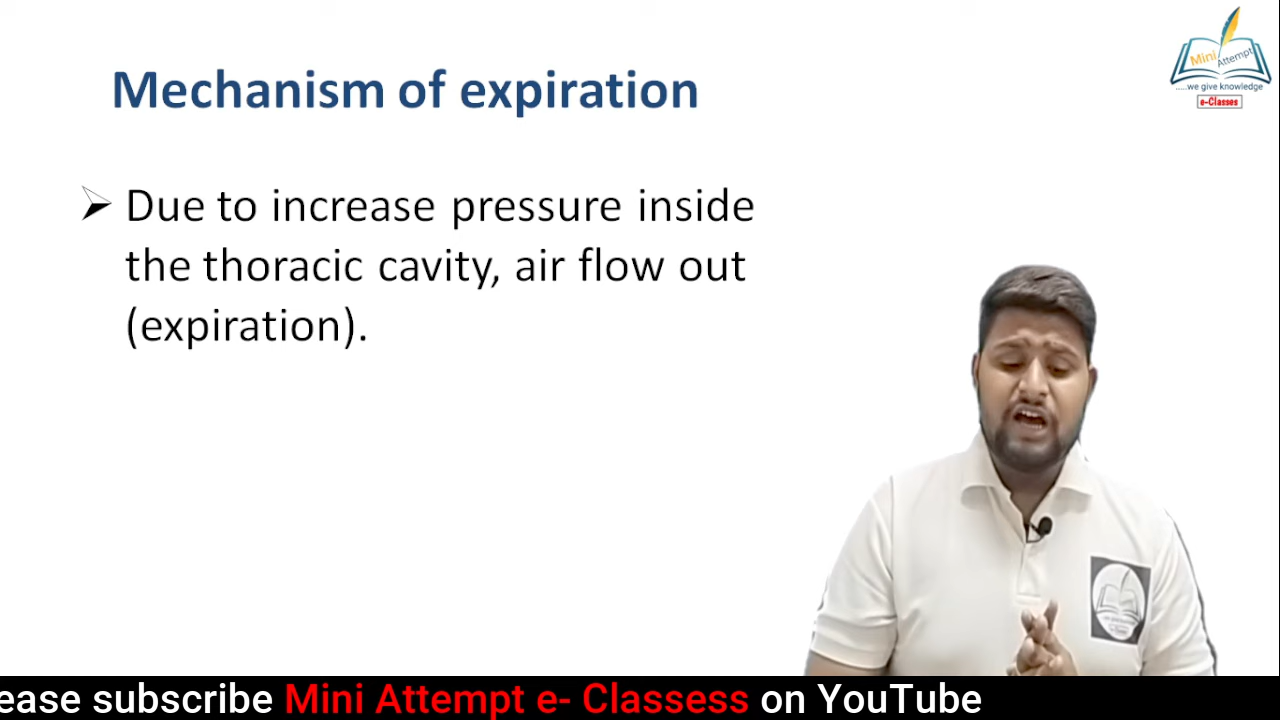 Mini Attempt
.....we give knowledge
e-Classes
Mechanism of expiration
➢ Due to increase pressure inside
the thoracic cavity, air flow out
(expiration).
ease subscribe Mini Attempt e- Classess on YouTube